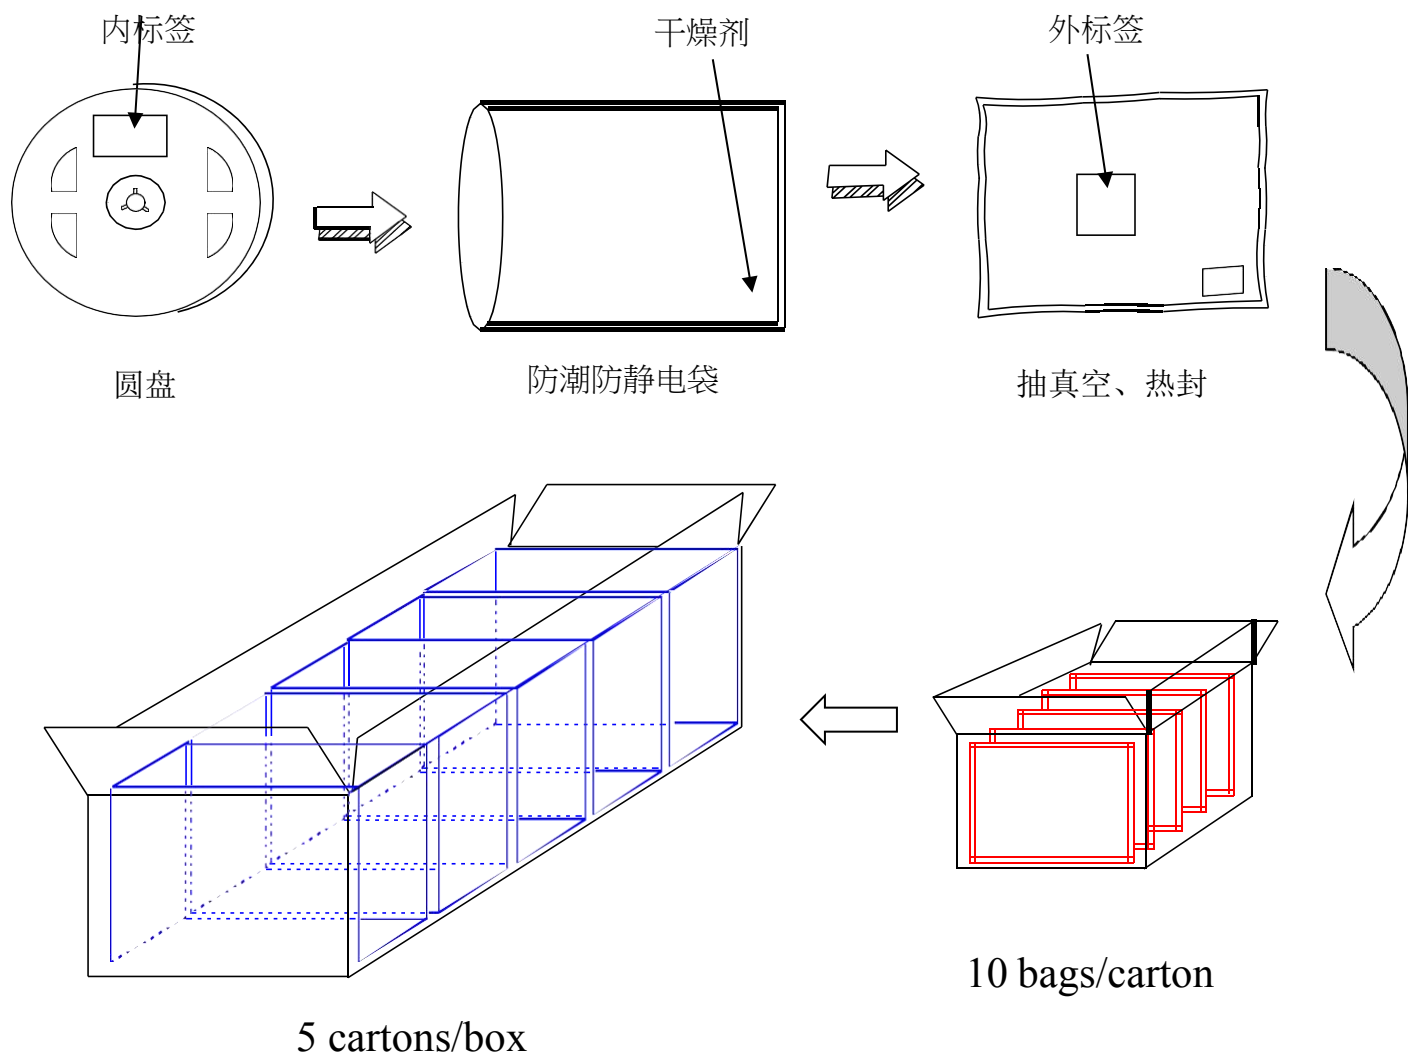 内标签
干燥剂
外标签
圆盘
防潮防静电袋
抽真空、热封
10 bags/carton
5 cartons/box